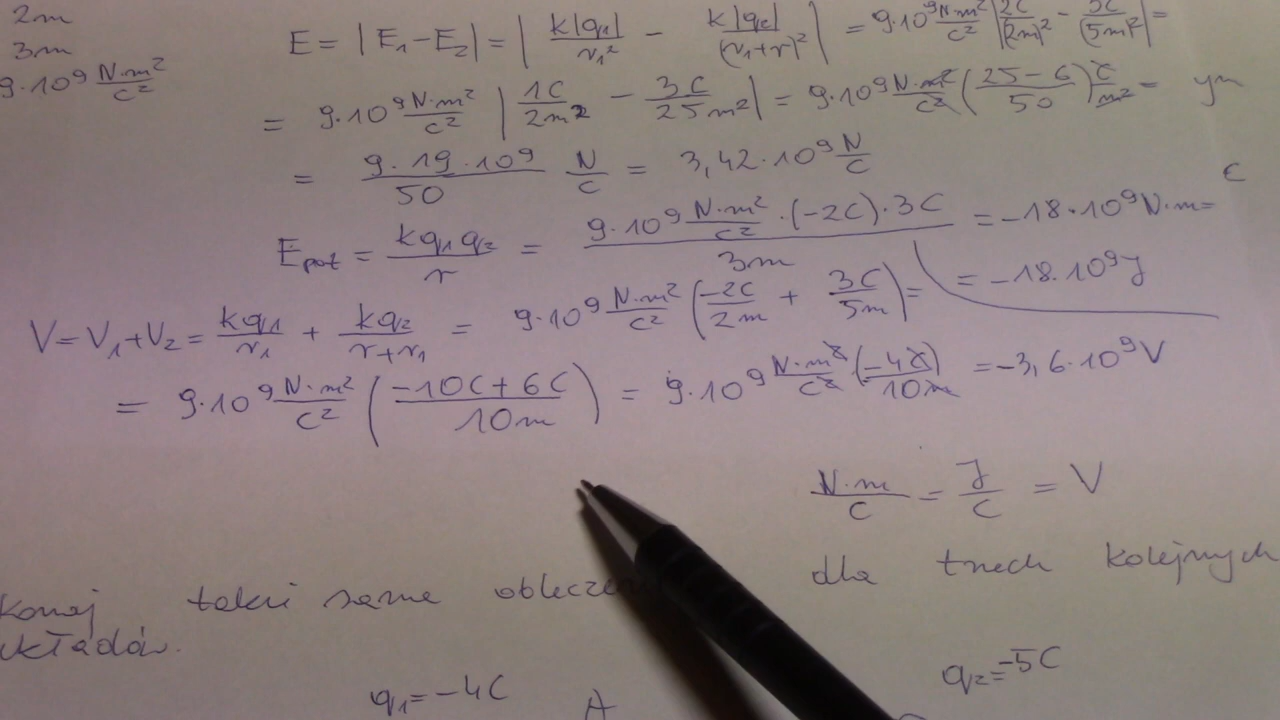 2m
3m
9·10⁹ N·m²/C²
E = |E₁-E₂| = | k|q₁|/r₁² - k|q₂|/(r₁+r)² | = 9·10⁹ N·m²/C² | 2C/(2m)² - 3C/(5m)² | =
= 9·10⁹ N·m²/C² | 1C/2m² - 3C/25m² | = 9·10⁹ N·m²/C² ( 25-6/50 ) C/m² =
= 9·19·10⁹/50 N/C = 3,42·10⁹ N/C
E_pot = kq₁q₂/r = 9·10⁹ N·m²/C² · (-2C)·3C / 3m = -18·10⁹ N·m =
= -18·10⁹ J
V = V₁+V₂ = kq₁/r₁ + kq₂/r+r₁ = 9·10⁹ N·m²/C² ( -2C/2m + 3C/5m ) =
= 9·10⁹ N·m²/C² ( -10C+6C/10m ) = 9·10⁹ N·m²/C² ( -4C/10m ) = -3,6·10⁹ V
N·m/C = J/C = V
konaj takie same dla trzech kolejnych
układów.
q₁=-4C A q₂=-5C